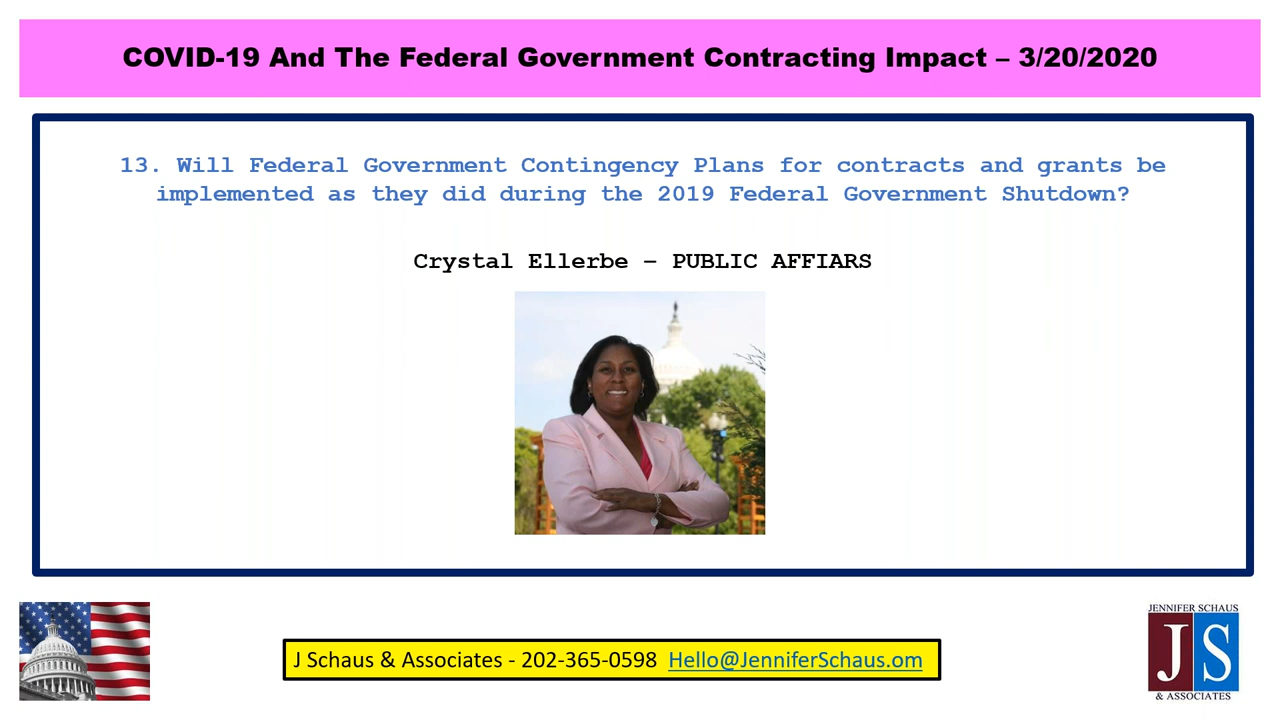 COVID-19 And The Federal Government Contracting Impact – 3/20/2020
13. Will Federal Government Contingency Plans for contracts and grants be
implemented as they did during the 2019 Federal Government Shutdown?
Crystal Ellerbe – PUBLIC AFFIARS
J Schaus & Associates - 202-365-0598 Hello@JenniferSchaus.om
JENNIFER SCHAUS
JS
& ASSOCIATES